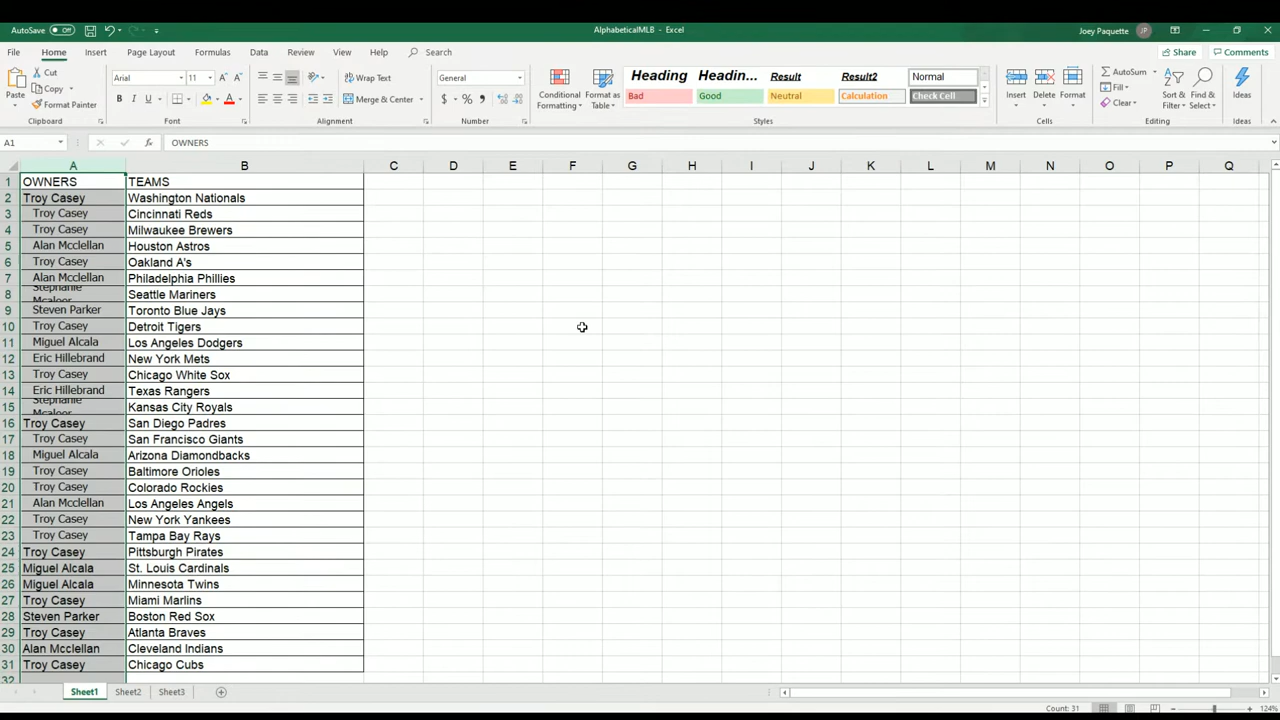 AutoSave Off AlphabeticalMLB - Excel Joey Paquette JP
File Home Insert Page Layout Formulas Data Review View Help Search Share Comments
Cut Arial 11 Wrap Text General Heading Headin... Result Result2 Normal AutoSum
Copy
Paste Format Painter Merge & Center $ % Conditional Formatting Format as Table Bad Good Neutral Calculation Check Cell Insert Delete Format Fill Clear Sort & Filter Find & Select Ideas
Clipboard Font Alignment Number Styles Cells Editing Ideas
A1 fx OWNERS
A B C D E F G H I J K L M N O P Q
1 OWNERS TEAMS
2 Troy Casey Washington Nationals
3 Troy Casey Cincinnati Reds
4 Troy Casey Milwaukee Brewers
5 Alan Mcclellan Houston Astros
6 Troy Casey Oakland A's
7 Alan Mcclellan Philadelphia Phillies
8 Stephanie Mcaleer Seattle Mariners
9 Steven Parker Toronto Blue Jays
10 Troy Casey Detroit Tigers
11 Miguel Alcala Los Angeles Dodgers
12 Eric Hillebrand New York Mets
13 Troy Casey Chicago White Sox
14 Eric Hillebrand Texas Rangers
15 Stephanie Mcaleer Kansas City Royals
16 Troy Casey San Diego Padres
17 Troy Casey San Francisco Giants
18 Miguel Alcala Arizona Diamondbacks
19 Troy Casey Baltimore Orioles
20 Troy Casey Colorado Rockies
21 Alan Mcclellan Los Angeles Angels
22 Troy Casey New York Yankees
23 Troy Casey Tampa Bay Rays
24 Troy Casey Pittsburgh Pirates
25 Miguel Alcala St. Louis Cardinals
26 Miguel Alcala Minnesota Twins
27 Troy Casey Miami Marlins
28 Steven Parker Boston Red Sox
29 Troy Casey Atlanta Braves
30 Alan Mcclellan Cleveland Indians
31 Troy Casey Chicago Cubs
32
Sheet1 Sheet2 Sheet3
Count: 31 124%